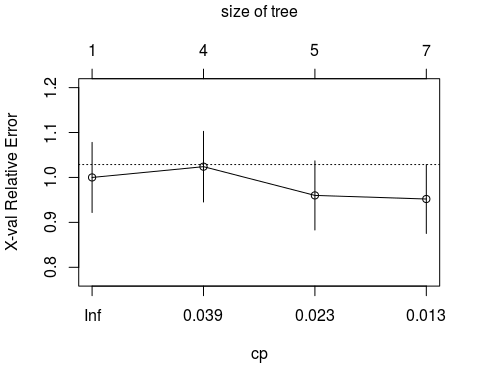 size of tree
1 4 5 7
X-val Relative Error
1.2
1.1
1.0
0.9
0.8
Inf 0.039 0.023 0.013
cp